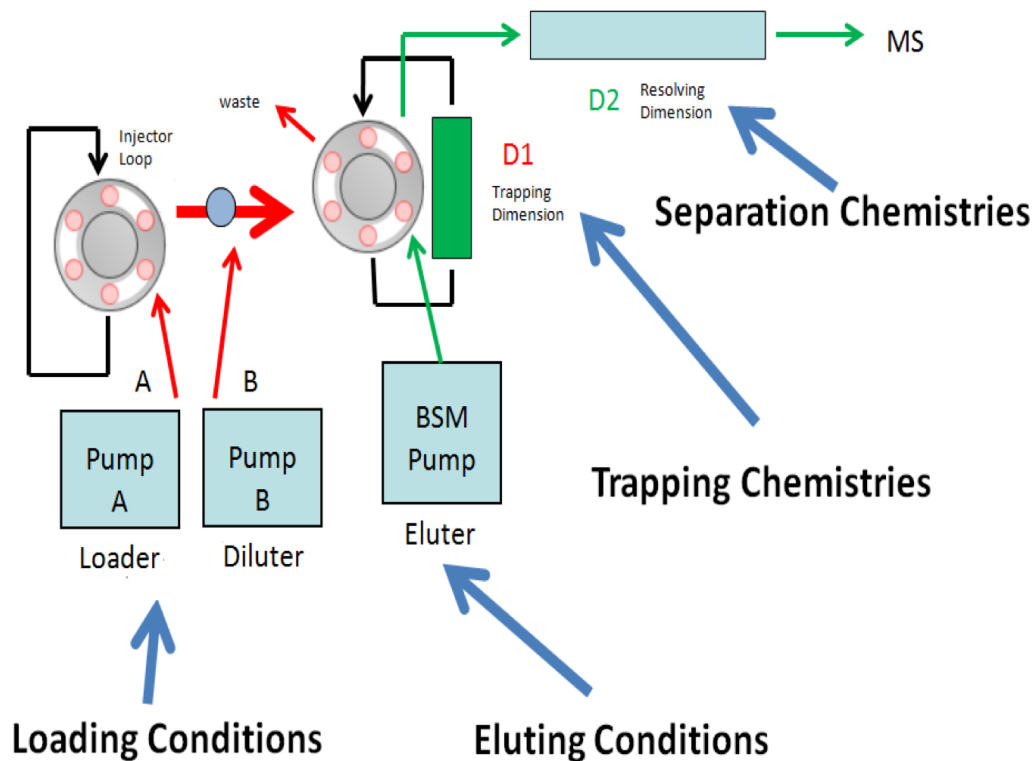 MS
D2
Resolving
Dimension
waste
Injector
Loop
D1
Trapping
Dimension
Separation Chemistries
A
B
Pump
A
Pump
B
BSM
Pump
Loader
Diluter
Eluter
Trapping Chemistries
Loading Conditions
Eluting Conditions